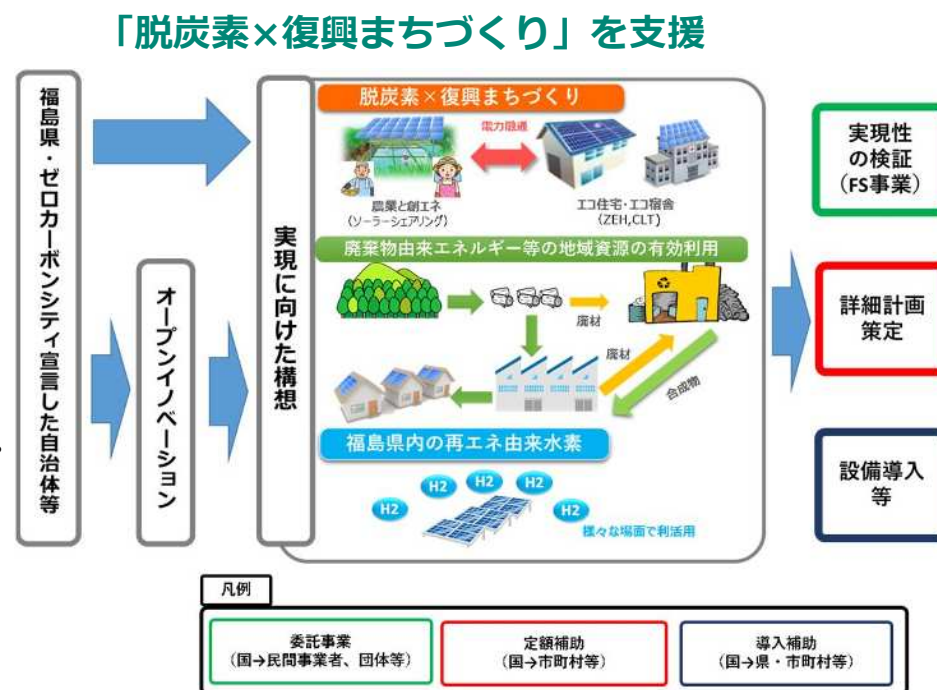 「脱炭素×復興まちづくり」を支援
福島県・ゼロカーボンシティ宣言した自治体等
オープンイノベーション
実現に向けた構想
脱炭素×復興まちづくり
電力融通
農業と創エネ
(ソーラーシェアリング)
エコ住宅・エコ宿舎
(ZEH,CLT)
廃棄物由来エネルギー等の地域資源の有効利用
廃材
廃材
合成物
福島県内の再エネ由来水素
H2
H2
H2
H2
H2
様々な場面で利活用
実現性
の検証
(FS事業)
詳細計画
策定
設備導入
等
凡例
委託事業
(国→民間事業者、団体等)
定額補助
(国→市町村等)
導入補助
(国→県・市町村等)